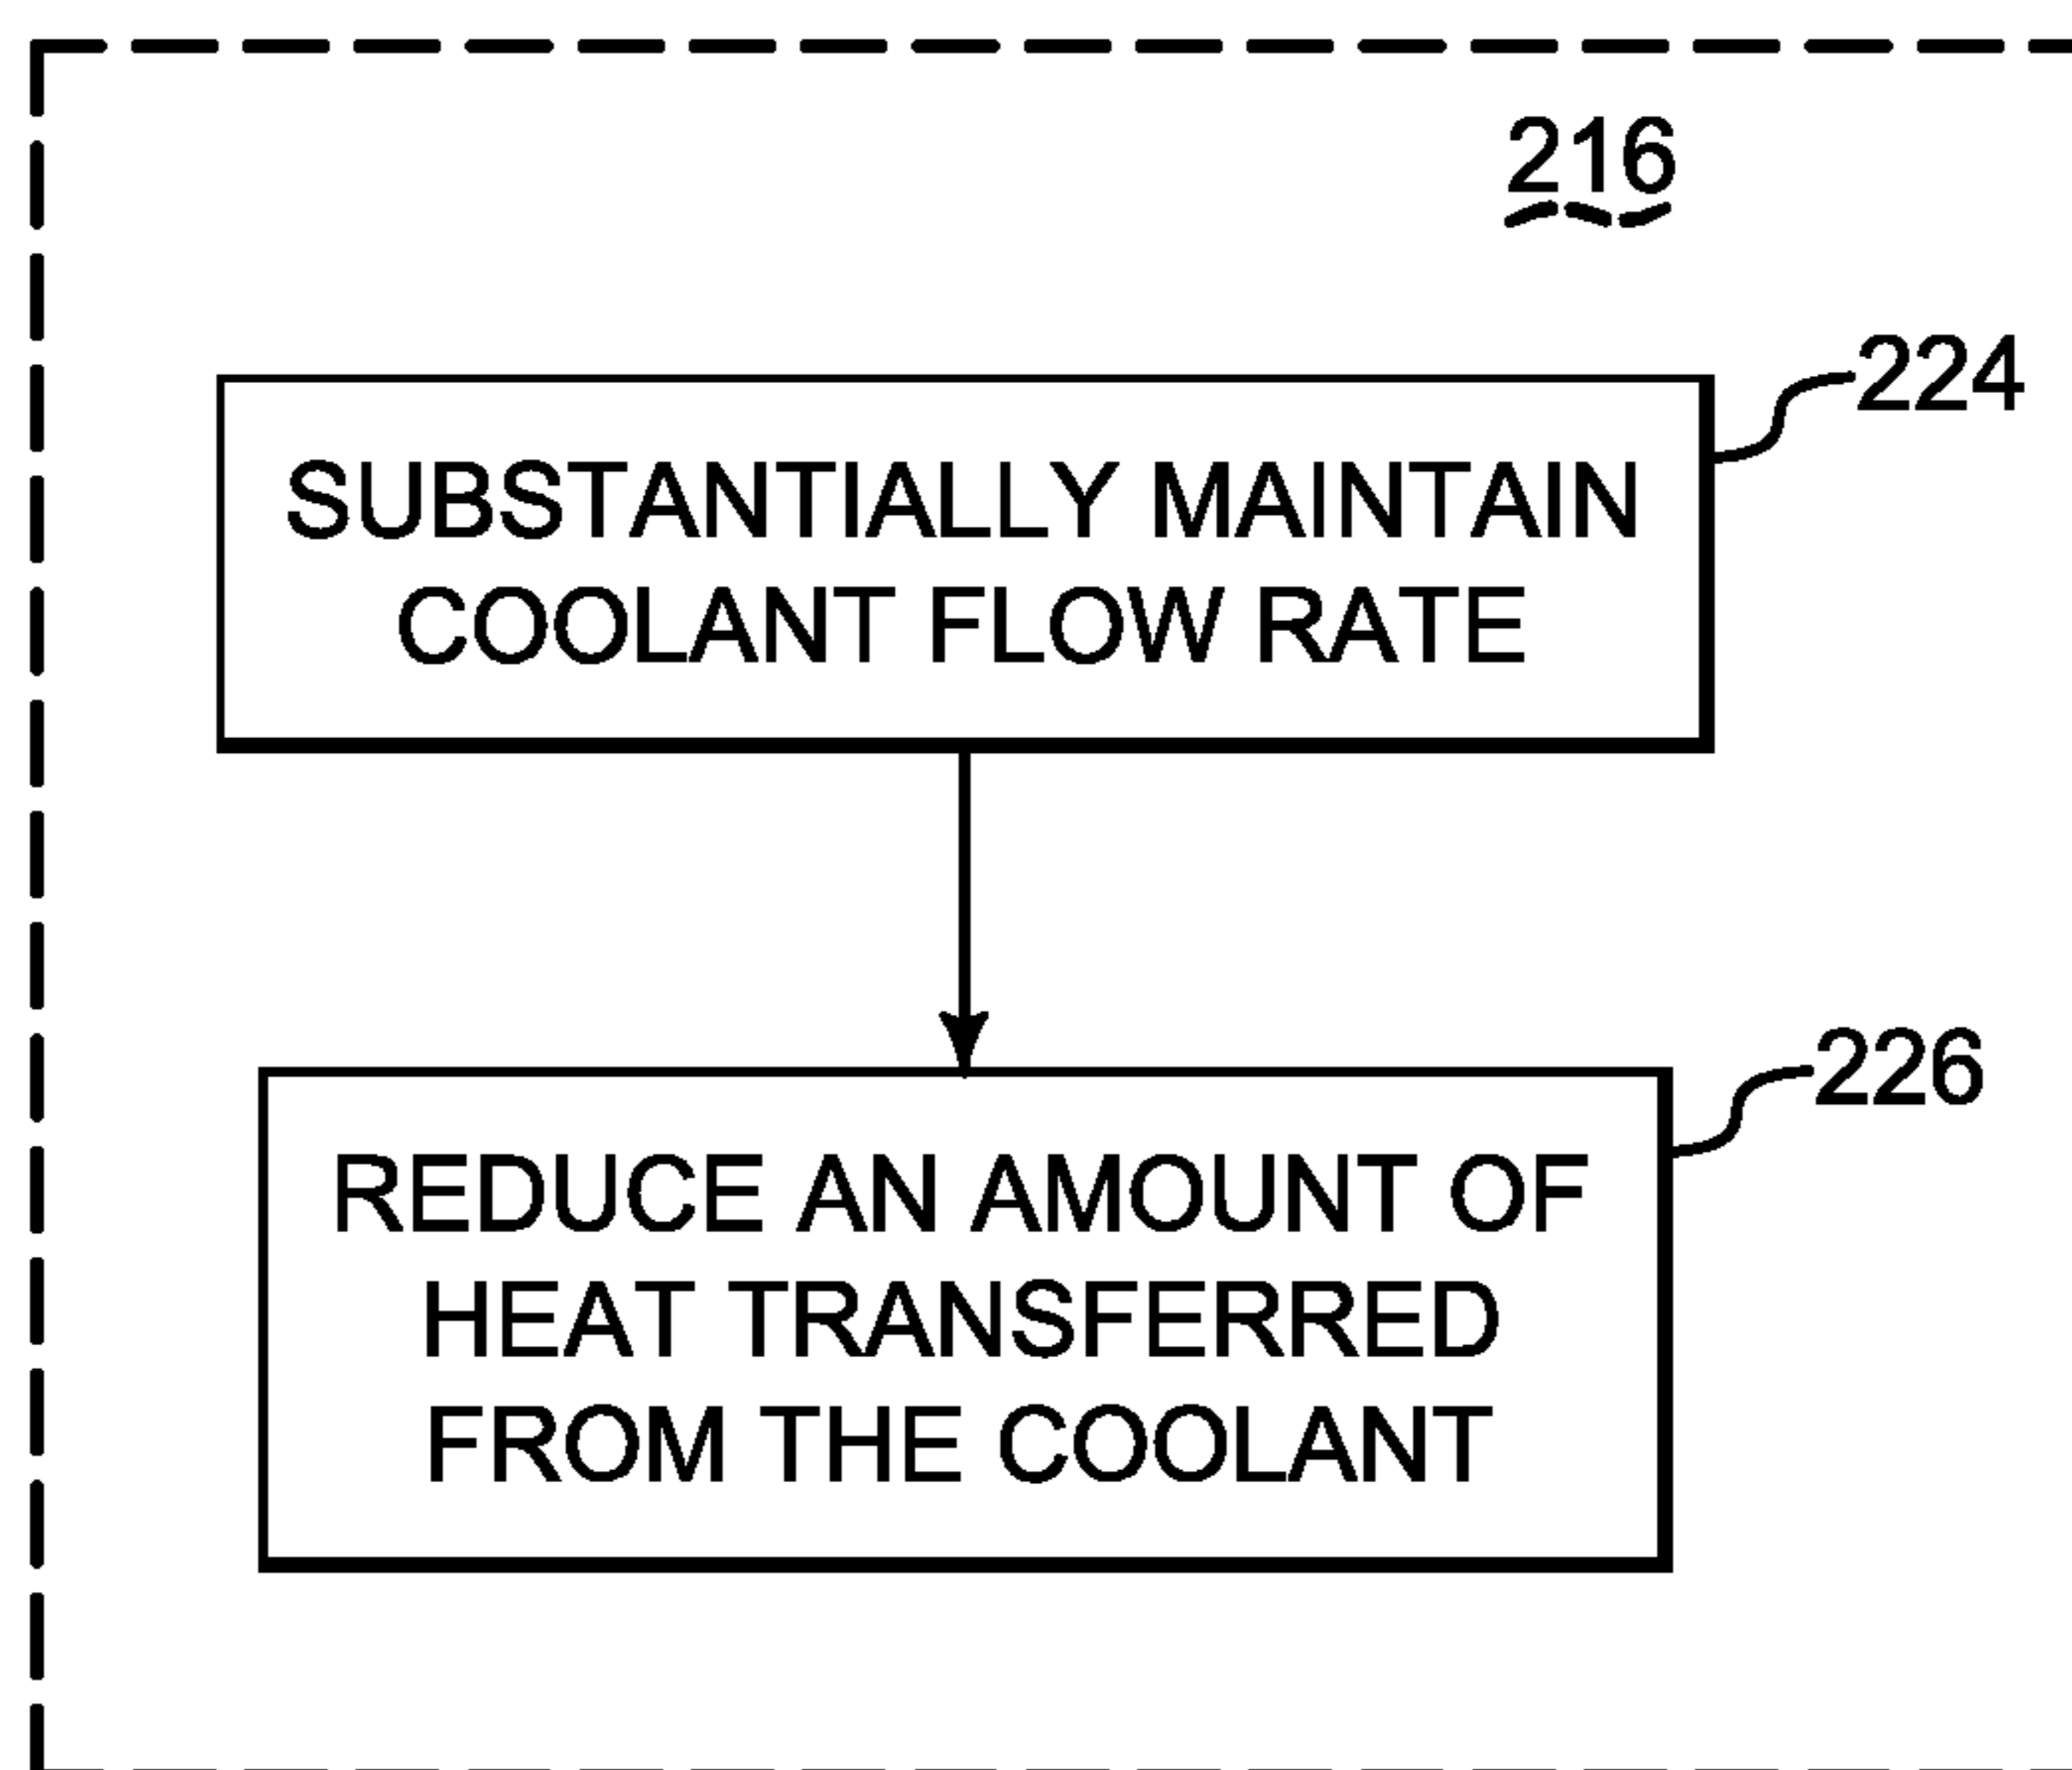 216
224
SUBSTANTIALLY MAINTAIN
COOLANT FLOW RATE
226
REDUCE AN AMOUNT OF
HEAT TRANSFERRED
FROM THE COOLANT